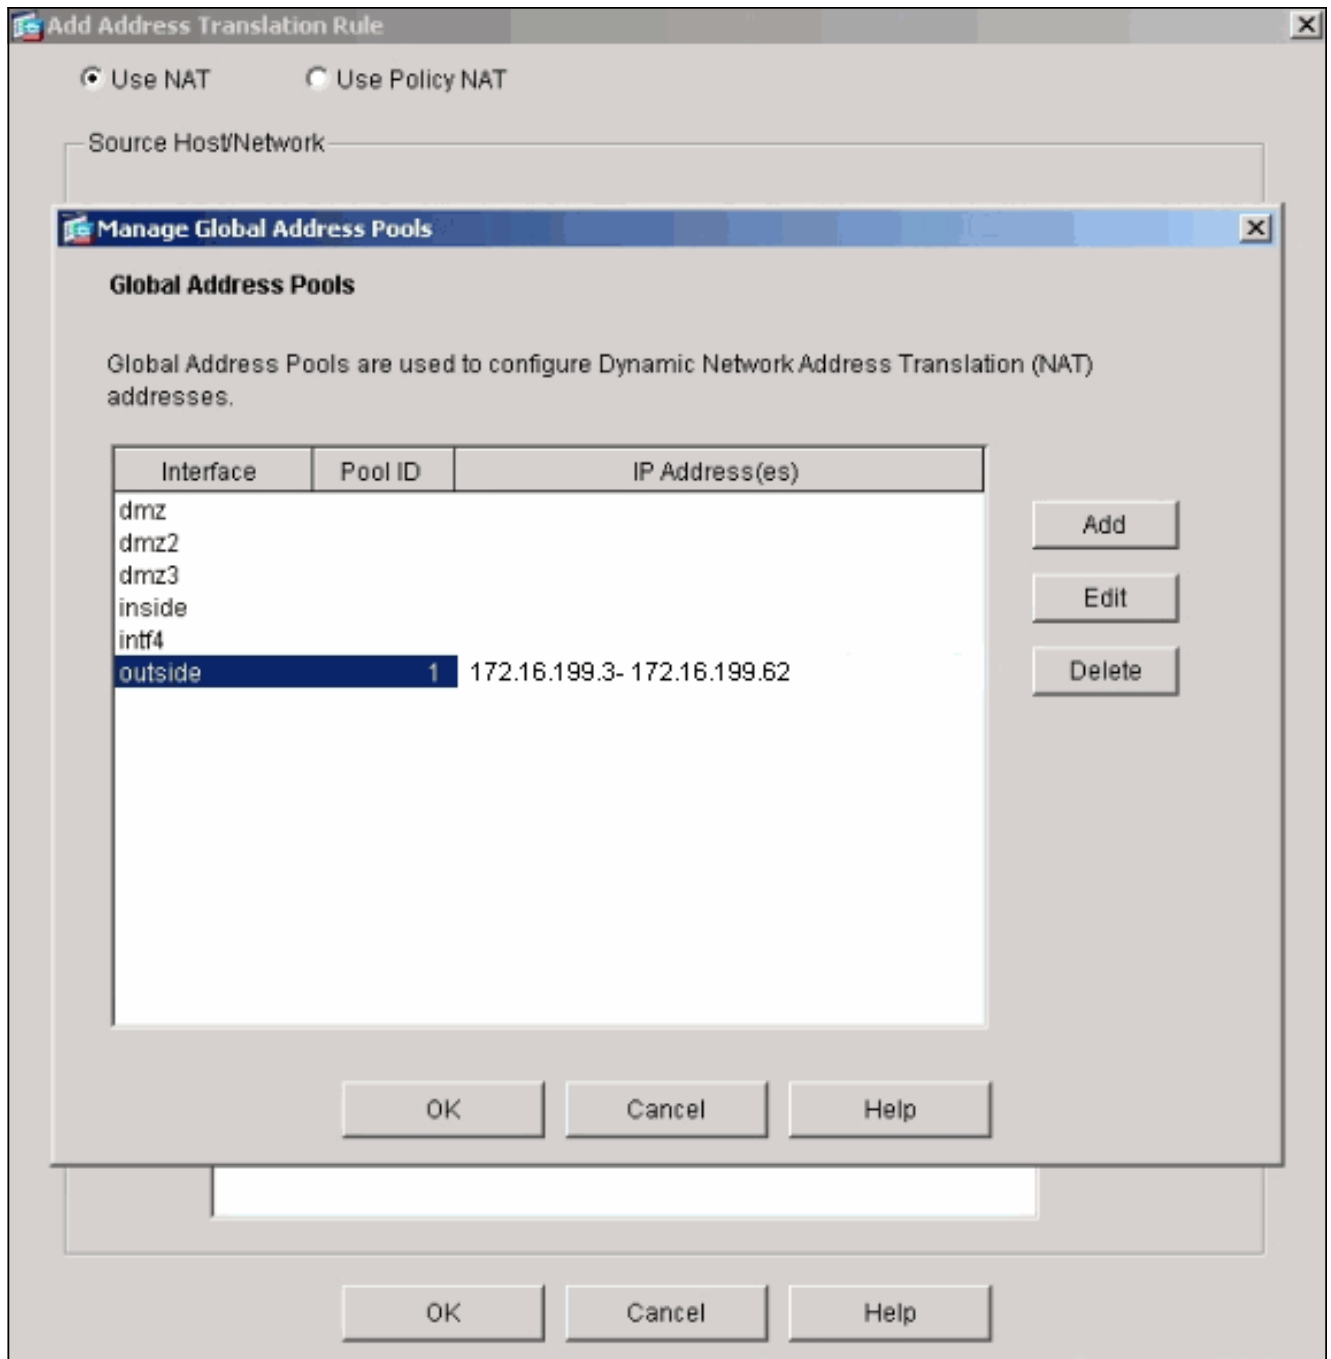 Add Address Translation Rule
Use NAT Use Policy NAT
Source Host/Network
Manage Global Address Pools
Global Address Pools
Global Address Pools are used to configure Dynamic Network Address Translation (NAT)
addresses.
Interface Pool ID IP Address(es)
dmz
dmz2
dmz3
inside
intf4
outside 1 172.16.199.3- 172.16.199.62
Add
Edit
Delete
OK Cancel Help
OK Cancel Help